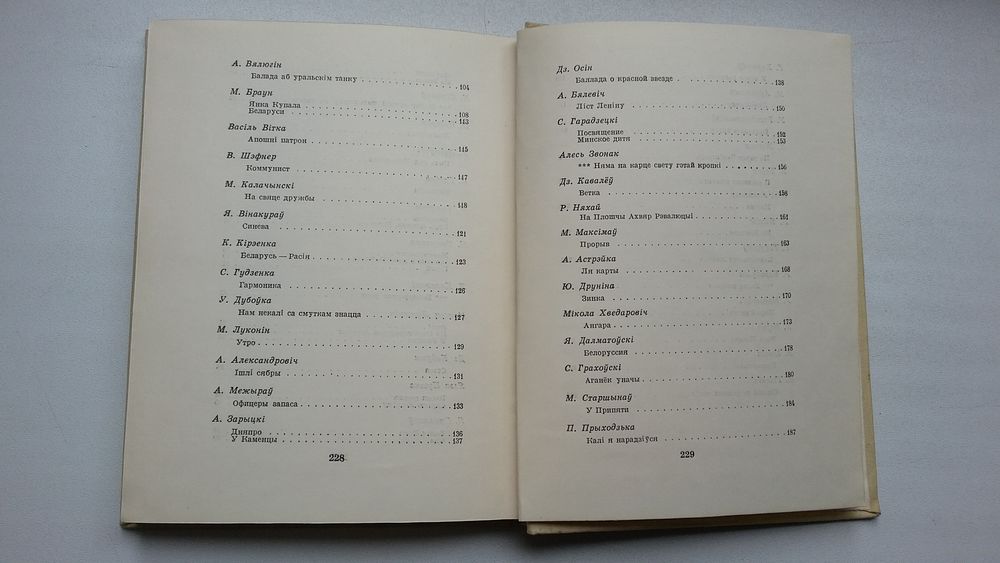 А. Вялюгін
Балада аб уральскім танку . . . . . . . . . . . . 104
М. Браун
Янка Купала . . . . . . . . . . . . . . . . . . . 108
Беларуси . . . . . . . . . . . . . . . . . . . . 113
Васіль Вітка
Апошні патрон . . . . . . . . . . . . . . . . . . 115
В. Шэфнер
Коммунист . . . . . . . . . . . . . . . . . . . . 117
М. Калачынскі
На свяце дружбы . . . . . . . . . . . . . . . . . 118
Я. Вінакураў
Синева . . . . . . . . . . . . . . . . . . . . . 121
К. Кірэенка
Беларусь — Расія . . . . . . . . . . . . . . . . 123
С. Гудзенка
Гармоника . . . . . . . . . . . . . . . . . . . . 126
У. Дубоўка
Нам некалі са смуткам знацца . . . . . . . . . . 127
М. Луконін
Утро . . . . . . . . . . . . . . . . . . . . . . 129
А. Александровіч
Ішлі сябры . . . . . . . . . . . . . . . . . . . 131
А. Межыраў
Офицеры запаса . . . . . . . . . . . . . . . . . 133
А. Зарыцкі
Дняпро . . . . . . . . . . . . . . . . . . . . . 136
У Каменцы . . . . . . . . . . . . . . . . . . . . 137
228
Дз. Осін
Баллада о красной звезде . . . . . . . . . . . . 138
А. Бялевіч
Ліст Леніну . . . . . . . . . . . . . . . . . . . 150
С. Гарадзецкі
Посвящение . . . . . . . . . . . . . . . . . . . 152
Минское дитя . . . . . . . . . . . . . . . . . . 153
Алесь Звонак
*** Няма на карце свету гэтай кропкі . . . . . . 156
Дз. Кавалёў
Ветка . . . . . . . . . . . . . . . . . . . . . . 158
Р. Няхай
На Плошчы Ахвяр Рэвалюцыі . . . . . . . . . . . . 161
М. Максімаў
Прорыв . . . . . . . . . . . . . . . . . . . . . 163
А. Астрэйка
Ля карты . . . . . . . . . . . . . . . . . . . . 168
Ю. Друніна
Зинка . . . . . . . . . . . . . . . . . . . . . . 170
Мікола Хведаровіч
Ангара . . . . . . . . . . . . . . . . . . . . . 173
Я. Далматоўскі
Белоруссия . . . . . . . . . . . . . . . . . . . 178
С. Грахоўскі
Аганёк уначы . . . . . . . . . . . . . . . . . . 180
М. Старшынаў
У Припяти . . . . . . . . . . . . . . . . . . . . 184
П. Прыходзька
Калі я нарадзіўся . . . . . . . . . . . . . . . . 187
229